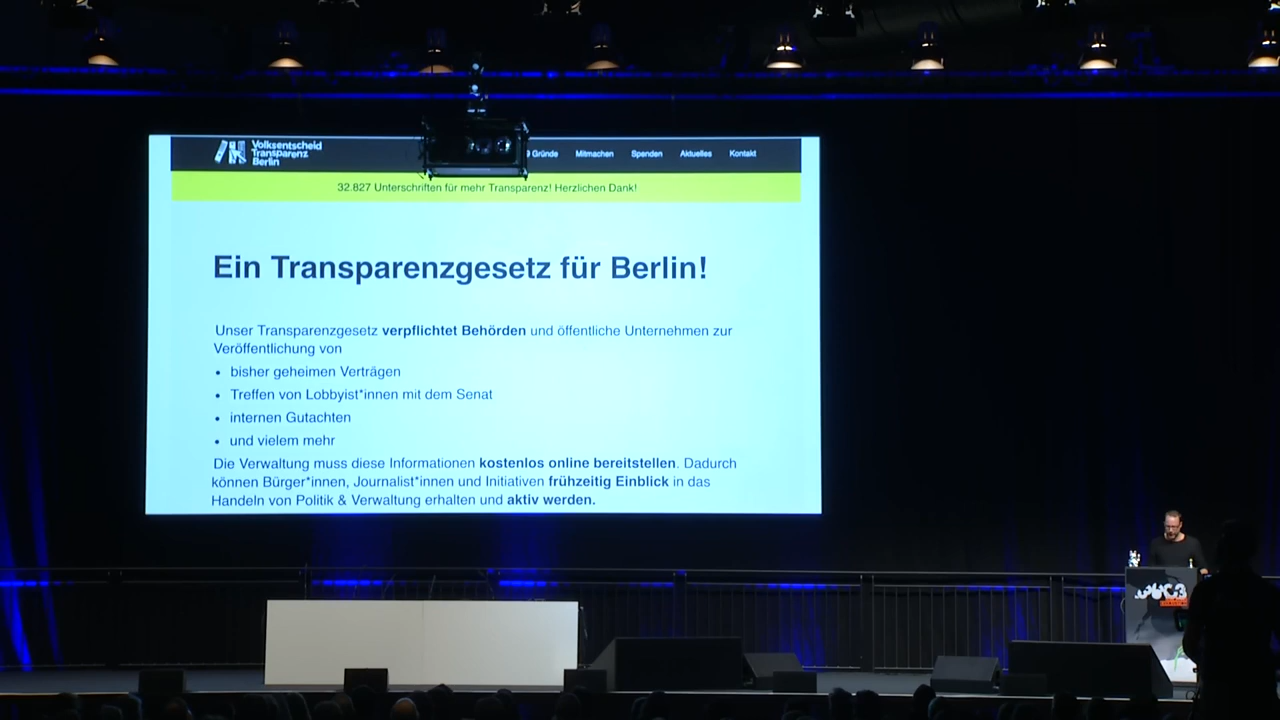 Volksentscheid
Transparenz
Berlin
9 Gründe
Mitmachen
Spenden
Aktuelles
Kontakt
32.827 Unterschriften für mehr Transparenz! Herzlichen Dank!
Ein Transparenzgesetz für Berlin!
Unser Transparenzgesetz verpflichtet Behörden und öffentliche Unternehmen zur
Veröffentlichung von
• bisher geheimen Verträgen
• Treffen von Lobbyist*innen mit dem Senat
• internen Gutachten
• und vielem mehr
Die Verwaltung muss diese Informationen kostenlos online bereitstellen. Dadurch
können Bürger*innen, Journalist*innen und Initiativen frühzeitig Einblick in das
Handeln von Politik & Verwaltung erhalten und aktiv werden.